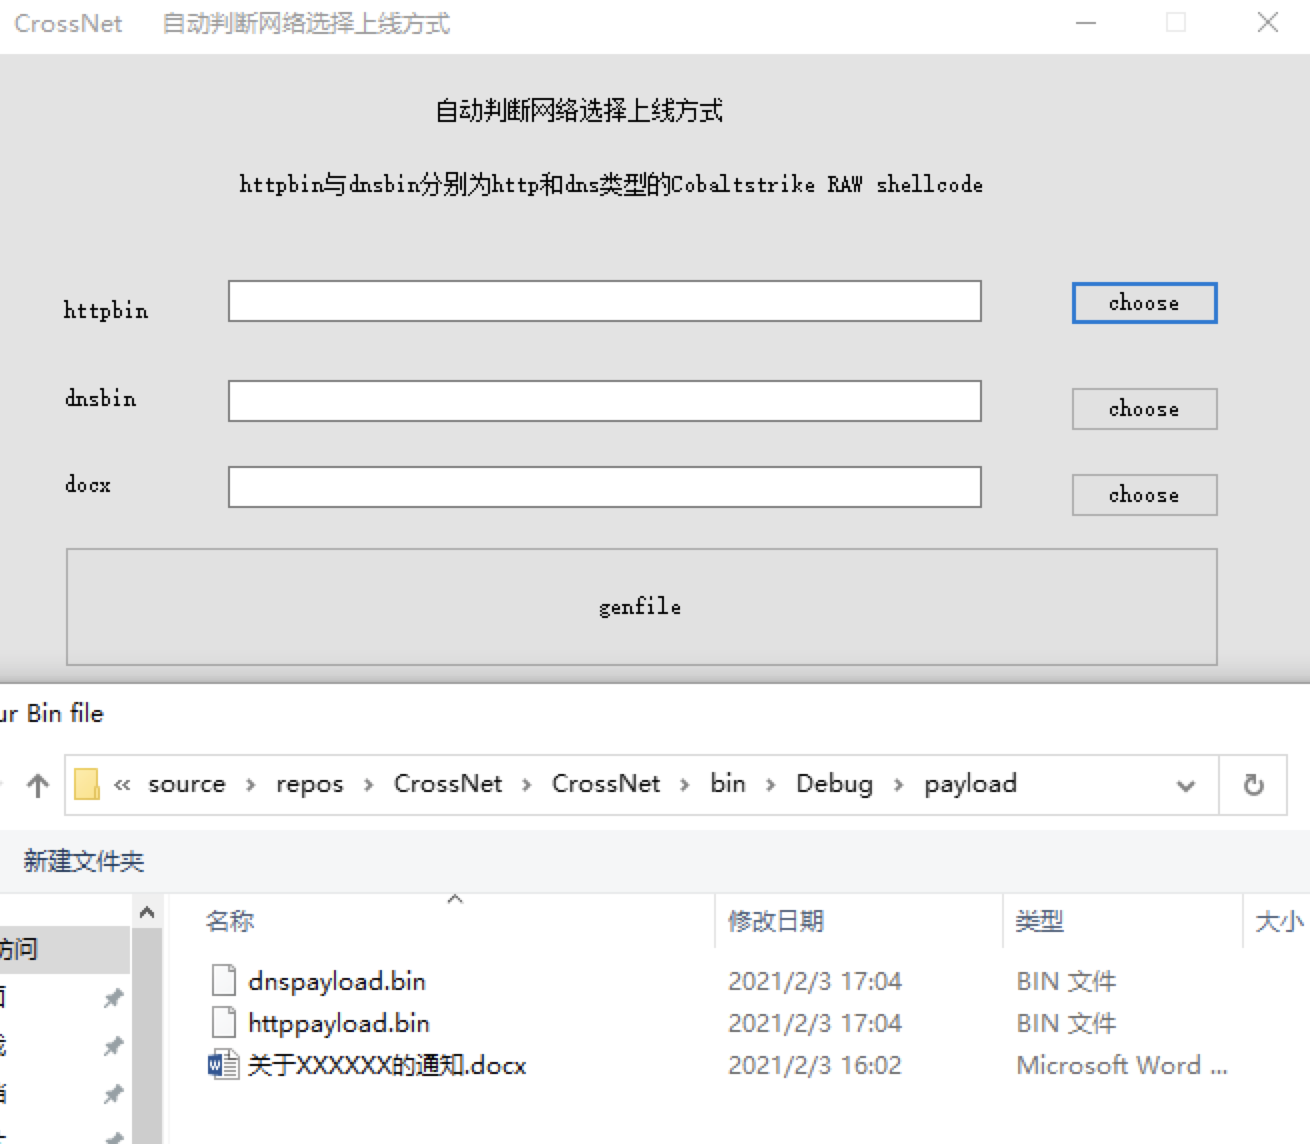 CrossNet 自动判断网络选择上线方式
自动判断网络选择上线方式
httpbin与dnsbin分别为http和dns类型的Cobaltstrike RAW shellcode
httpbin choose
dnsbin choose
docx choose
genfile
Bin file
« source › repos › CrossNet › CrossNet › bin › Debug › payload
新建文件夹
名称 修改日期 类型 大小
访问
dnspayload.bin 2021/2/3 17:04 BIN 文件
httppayload.bin 2021/2/3 17:04 BIN 文件
关于XXXXXX的通知.docx 2021/2/3 16:02 Microsoft Word ...